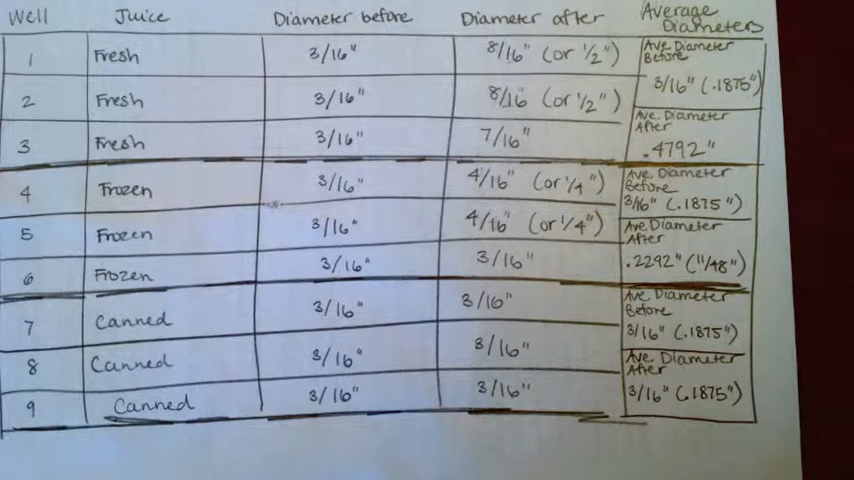 Well Juice Diameter before Diameter after Average Diameters
1 Fresh 3/16" 8/16" (or 1/2") Ave. Diameter Before 3/16" (.1875")
2 Fresh 3/16" 8/16 (or 1/2")
3 Fresh 3/16" 7/16" Ave. Diameter After .4792"
4 Frozen 3/16" 4/16" (or 1/4") Ave. Diameter Before 3/16" (.1875")
5 Frozen 3/16" 4/16" (or 1/4") Ave Diameter After
6 Frozen 3/16" 3/16" .2292" (11/48")
7 Canned 3/16" 3/16" Ave Diameter Before 3/16" (.1875")
8 Canned 3/16" 3/16" Ave Diameter After
9 Canned 3/16" 3/16" 3/16" (.1875")